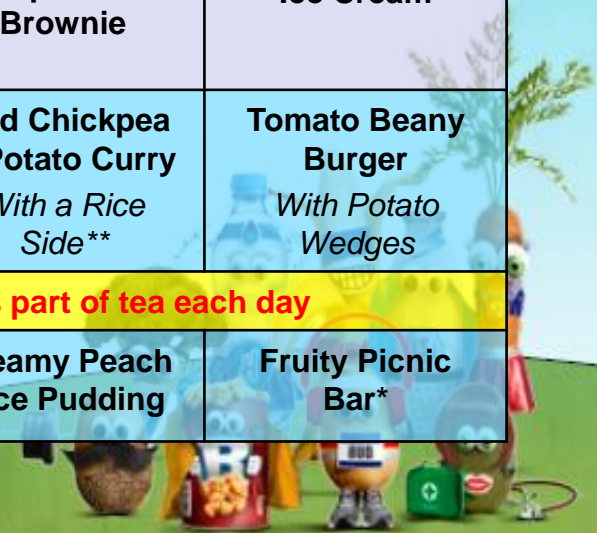 Brownie
d Chickpea
Potato Curry
With a Rice
Side**
Tomato Beany
Burger
With Potato
Wedges
part of tea each day
eamy Peach
ce Pudding
Fruity Picnic
Bar*
B
BUD